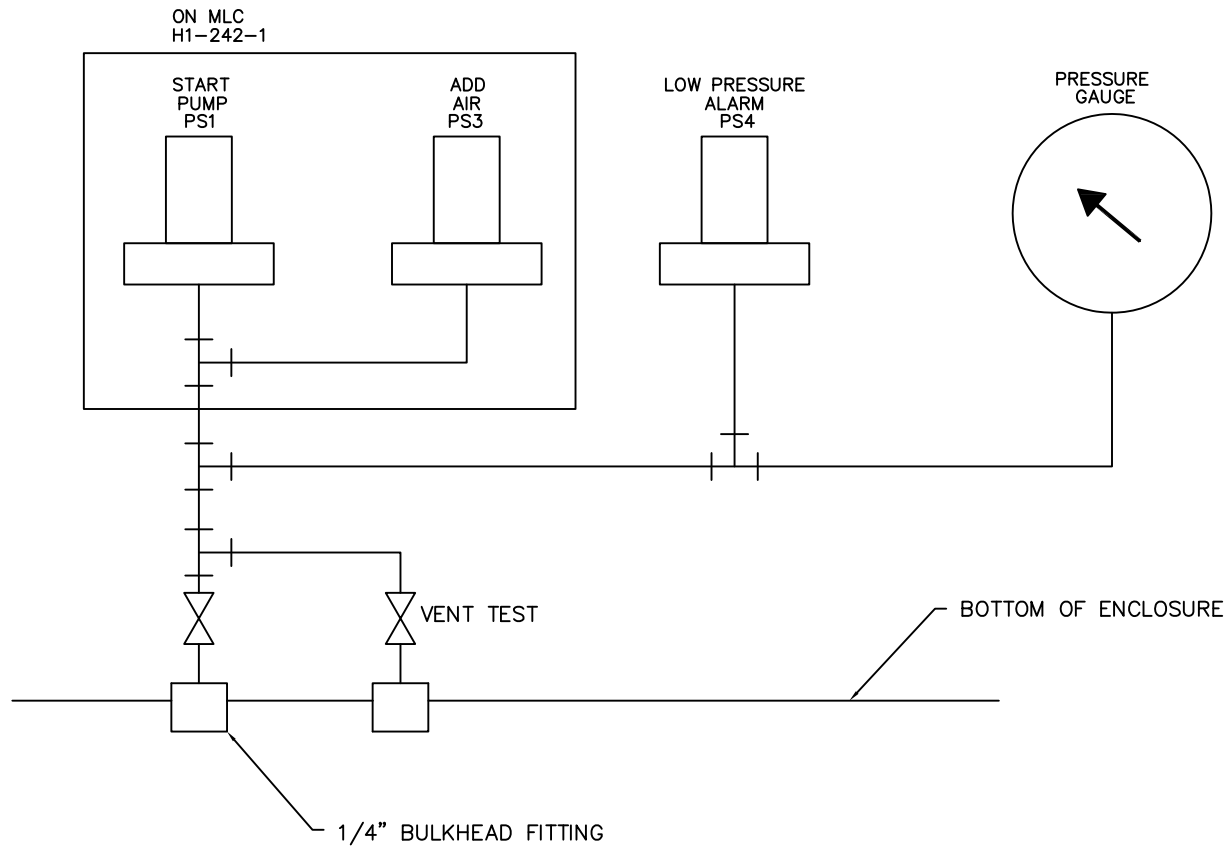 ON MLC
H1-242-1
START
PUMP
PS1
ADD
AIR
PS3
LOW PRESSURE
ALARM
PS4
PRESSURE
GAUGE
VENT TEST
BOTTOM OF ENCLOSURE
1/4” BULKHEAD FITTING